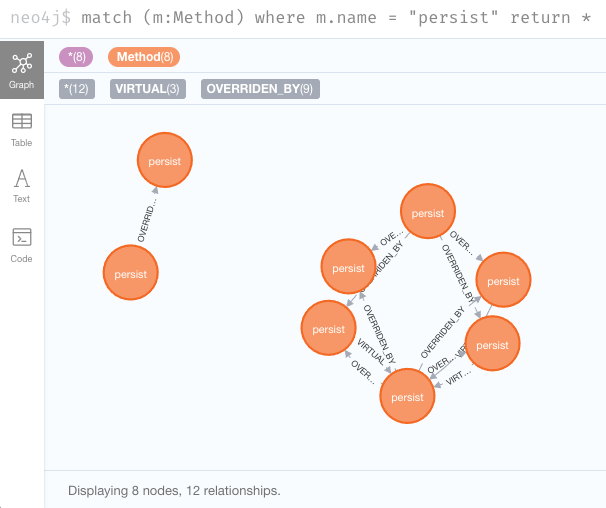 neo4j$ match (m:Method) where m.name = "persist" return *
*(8) Method(8)
Graph
*(12) VIRTUAL(3) OVERRIDEN_BY(9)
Table
Text
Code
persist
persist
OVERRID...
persist
persist
persist
persist
persist
persist
OVE...
OVER...
OVERRIDEN_BY
OVERRIDEN_BY
OVERRIDEN_BY
VIRTUAL
OVER...
OVER...
VIRT...
Displaying 8 nodes, 12 relationships.